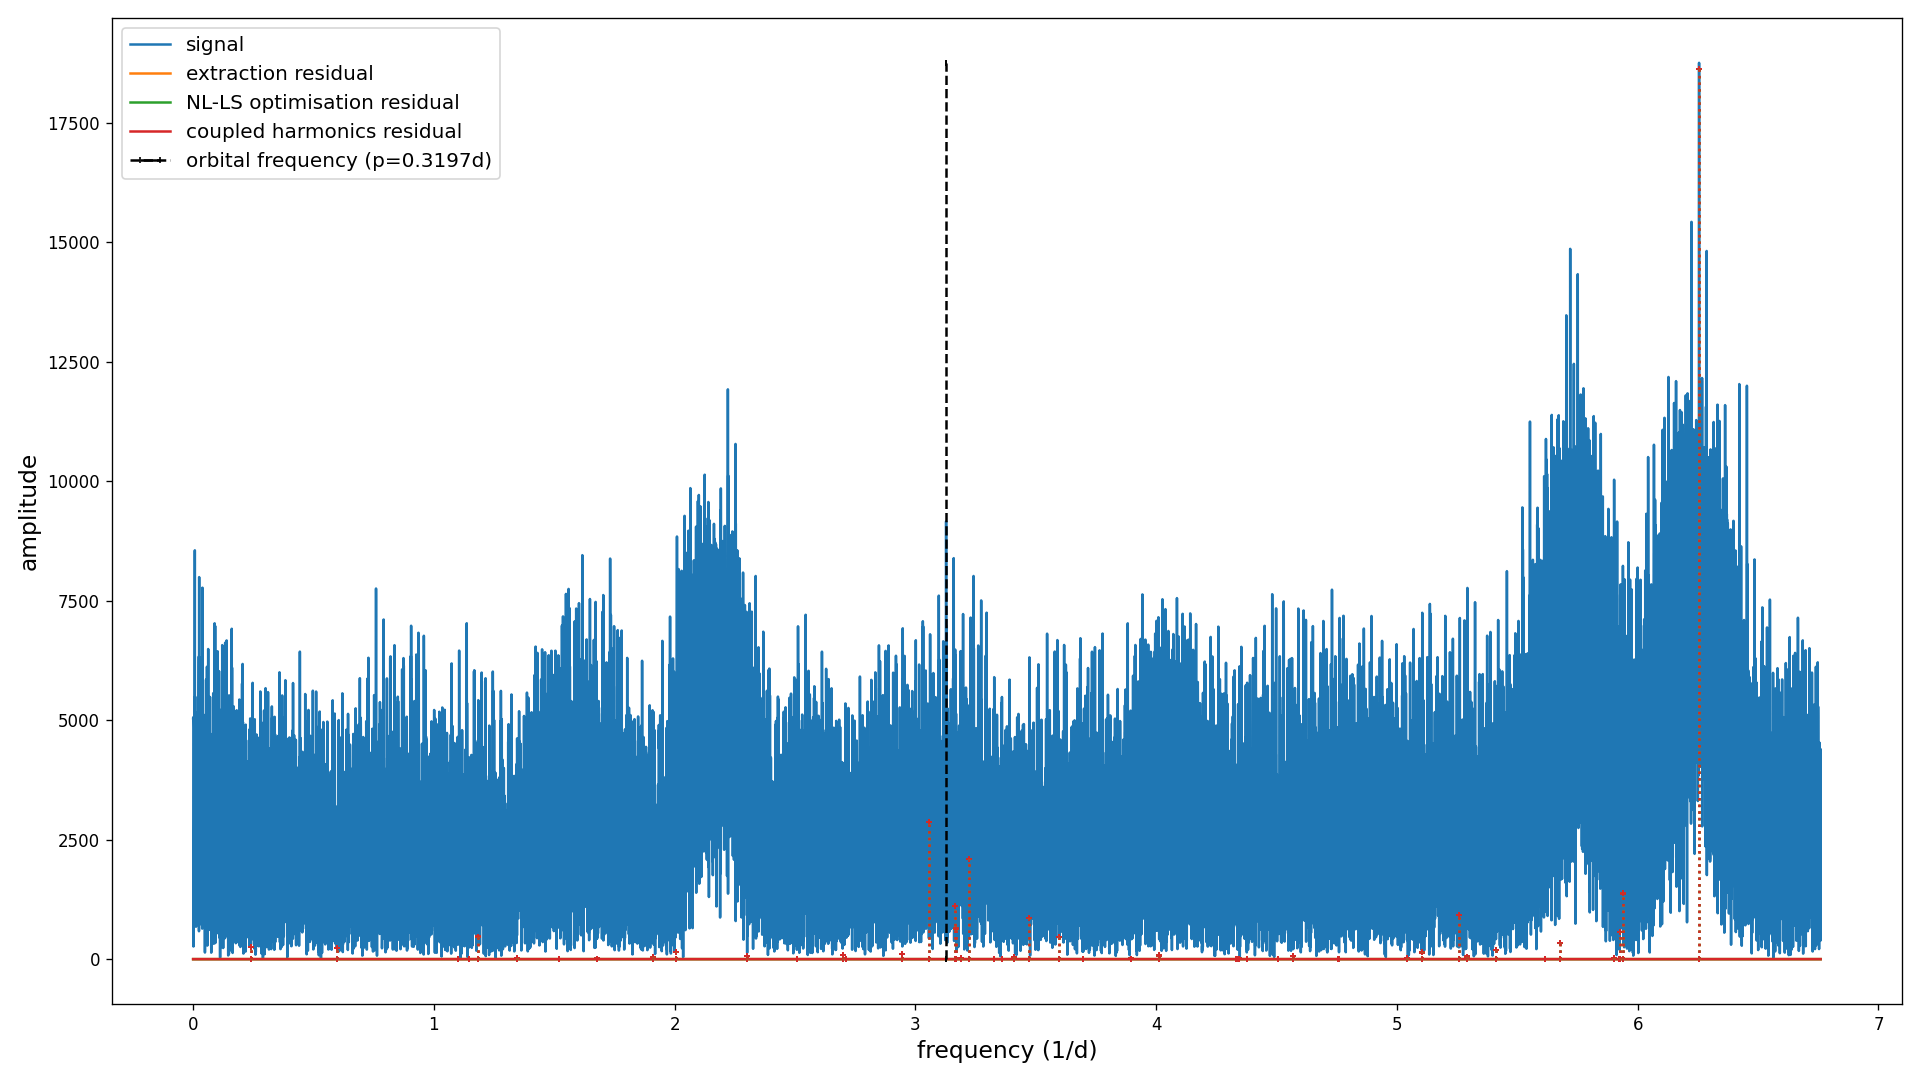 signal
extraction residual
NL-LS optimisation residual
coupled harmonics residual
orbital frequency (p=0.3197d)
amplitude
17500
15000
12500
10000
7500
5000
2500
0
0 1 2 3 4 5 6 7
frequency (1/d)